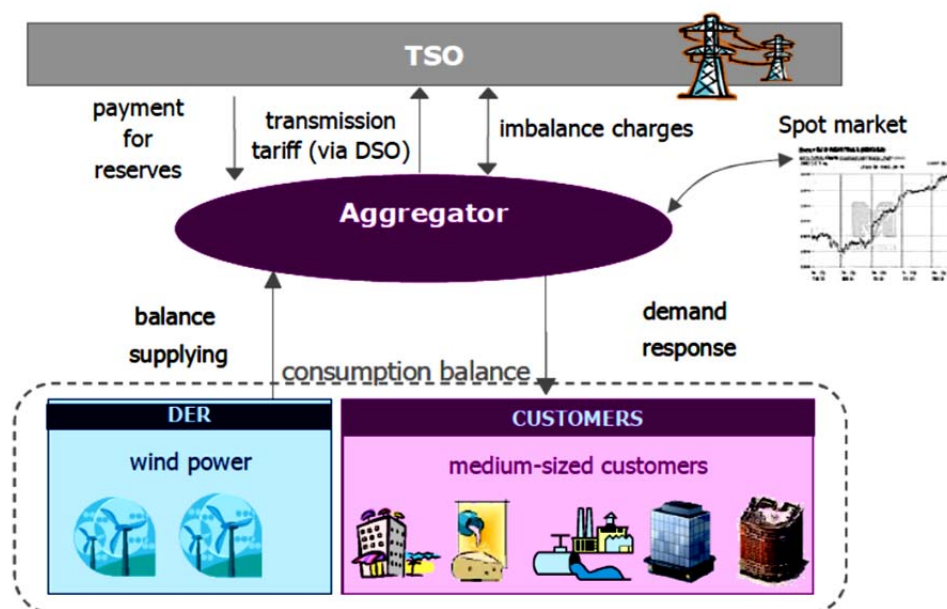 TSO
payment
for
reserves
transmission
tariff (via DSO)
imbalance charges
Spot market
Aggregator
balance
supplying
demand
response
consumption balance
DER
CUSTOMERS
wind power
medium-sized customers